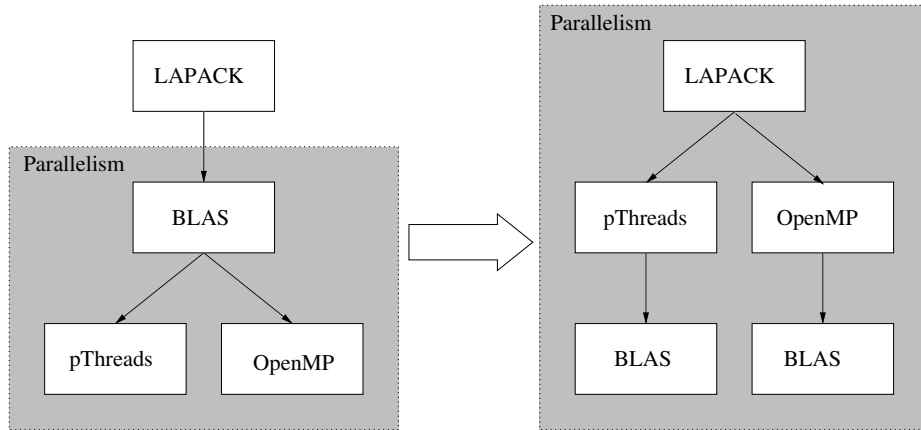 LAPACK
Parallelism
BLAS
pThreads
OpenMP
Parallelism
LAPACK
pThreads
OpenMP
BLAS
BLAS